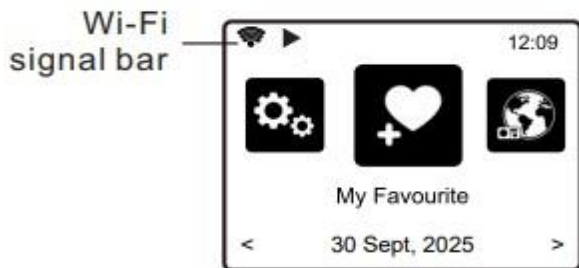 Wi-Fi
signal bar
12:09
My Favourite
< 30 Sept, 2025 >